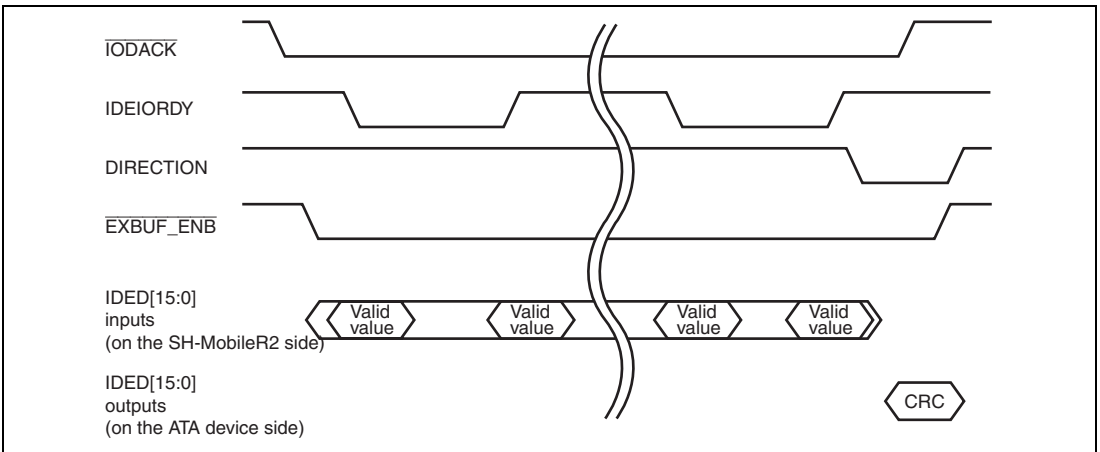 IODACK
IDEIORDY
DIRECTION
EXBUF_ENB
IDED[15:0]
inputs
(on the SH-MobileR2 side)
Valid
value
Valid
value
Valid
value
Valid
value
IDED[15:0]
outputs
(on the ATA device side)
CRC